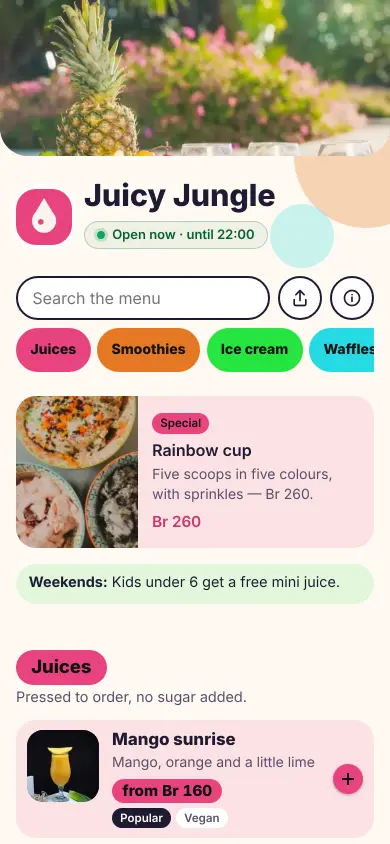 Juicy Jungle
Open now · until 22:00
Search the menu
Juices
Smoothies
Ice cream
Waffles
Special
Rainbow cup
Five scoops in five colours,
with sprinkles — Br 260.
Br 260
Weekends: Kids under 6 get a free mini juice.
Juices
Pressed to order, no sugar added.
Mango sunrise
Mango, orange and a little lime
from Br 160
Popular
Vegan